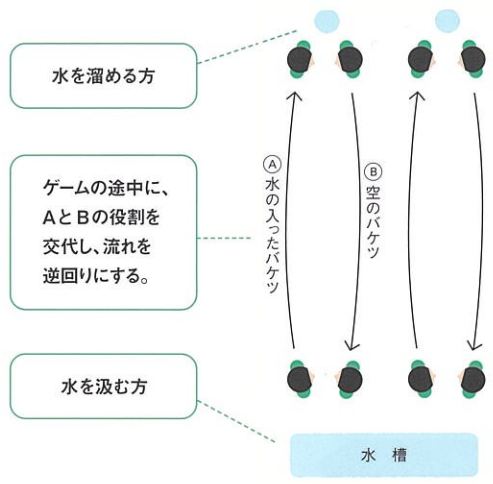 水を溜める方
ゲームの途中に、
AとBの役割を
交代し、流れを
逆回りにする。
Ⓐ水の入ったバケツ
Ⓑ空のバケツ
水を汲む方
水 槽